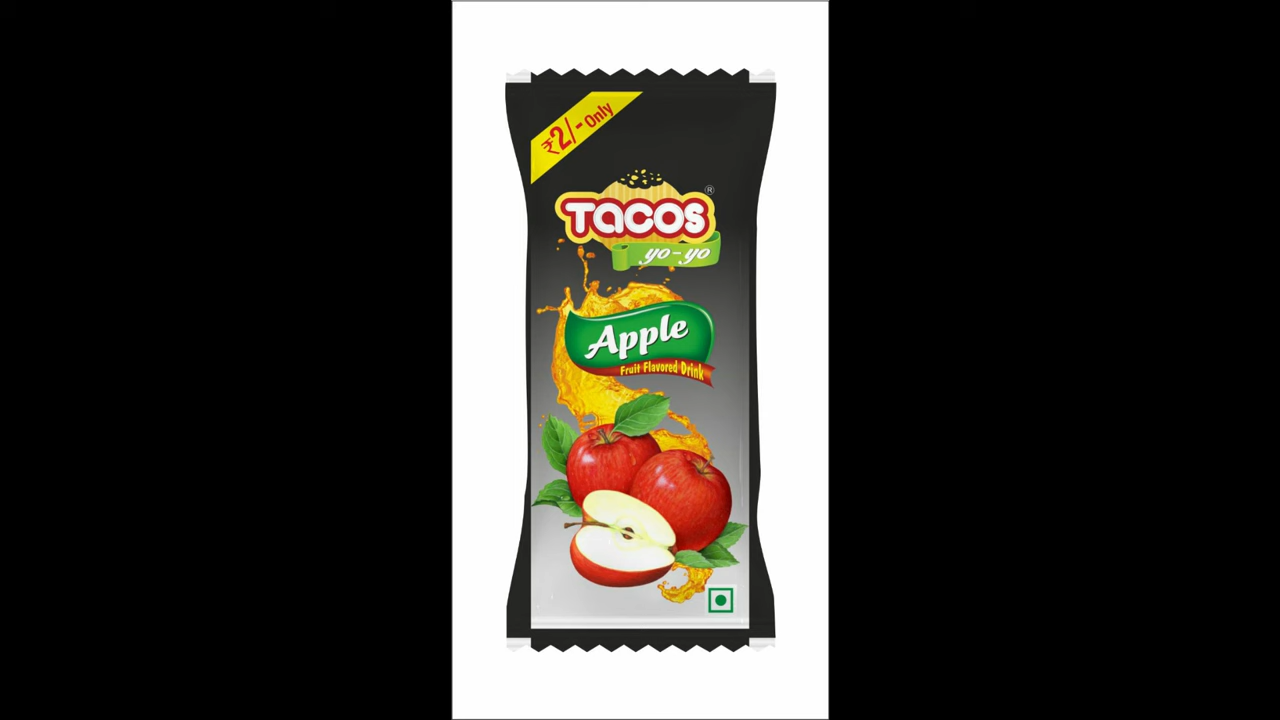 ₹2/- Only
TACOS®
yo-yo
Apple
Fruit Flavored Drink